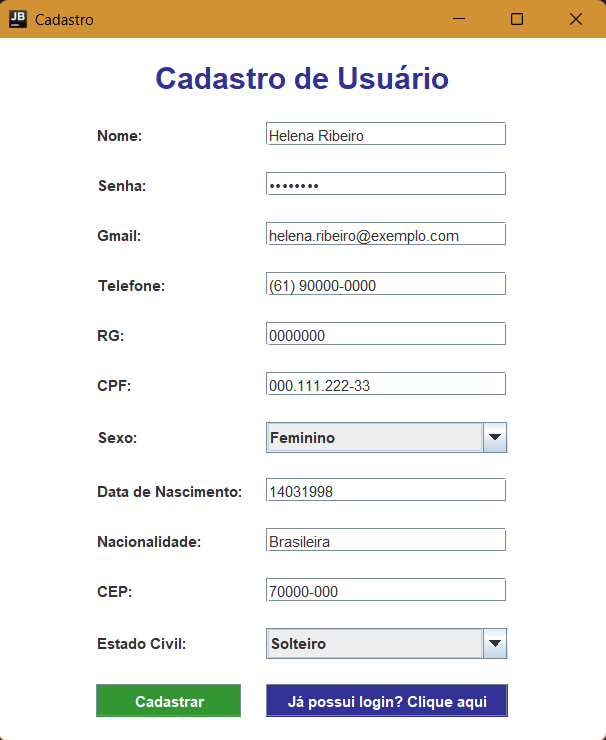 JB Cadastro
Cadastro de Usuário
Nome: Helena Ribeiro
Senha: ••••••••
Gmail: helena.ribeiro@exemplo.com
Telefone: (61) 90000-0000
RG: 0000000
CPF: 000.111.222-33
Sexo: Feminino
Data de Nascimento: 14031998
Nacionalidade: Brasileira
CEP: 70000-000
Estado Civil: Solteiro
Cadastrar Já possui login? Clique aqui